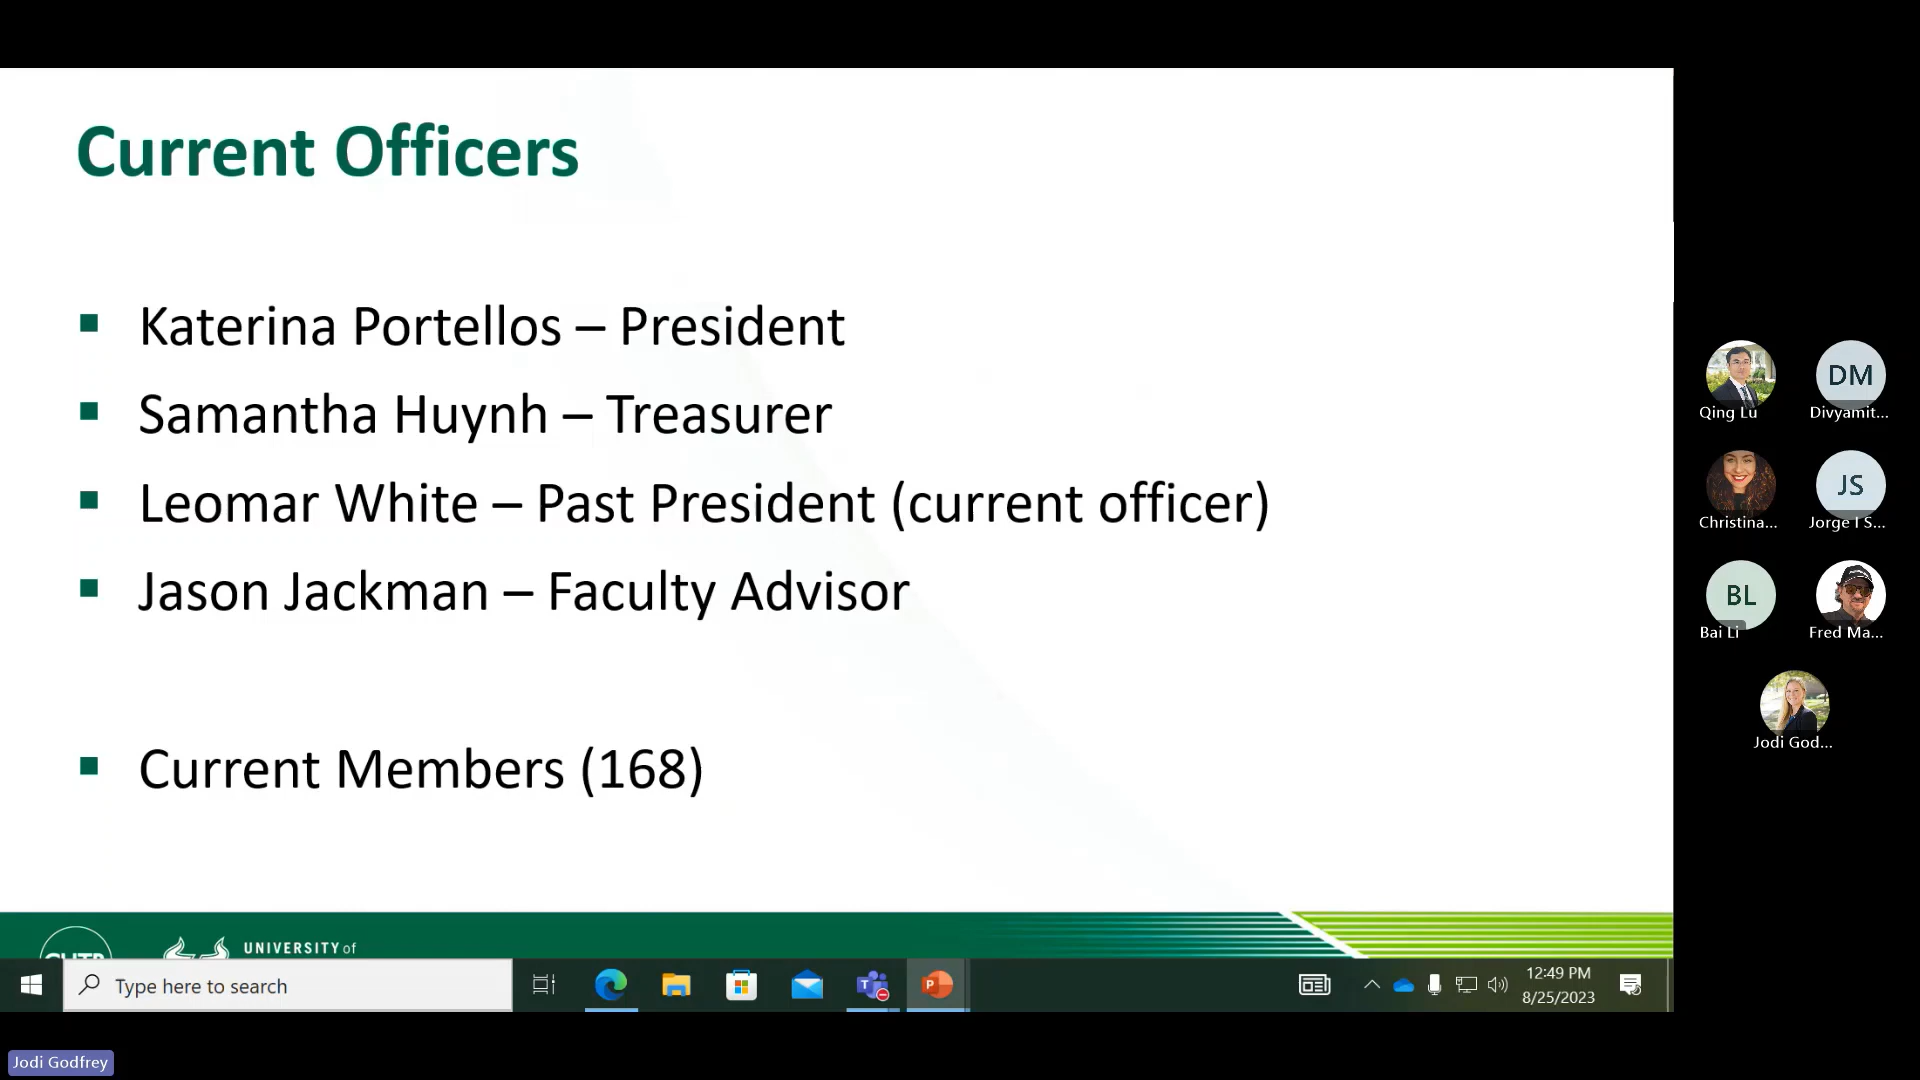 Current Officers
Katerina Portellos – President
Samantha Huynh – Treasurer
Leomar White – Past President (current officer)
Jason Jackman – Faculty Advisor
Current Members (168)
UNIVERSITY of
Type here to search
12:49 PM
8/25/2023
Qing Lu
DM
Divyamit...
Christina...
JS
Jorge I S...
BL
Bai Li
Fred Ma...
Jodi God...
Jodi Godfrey